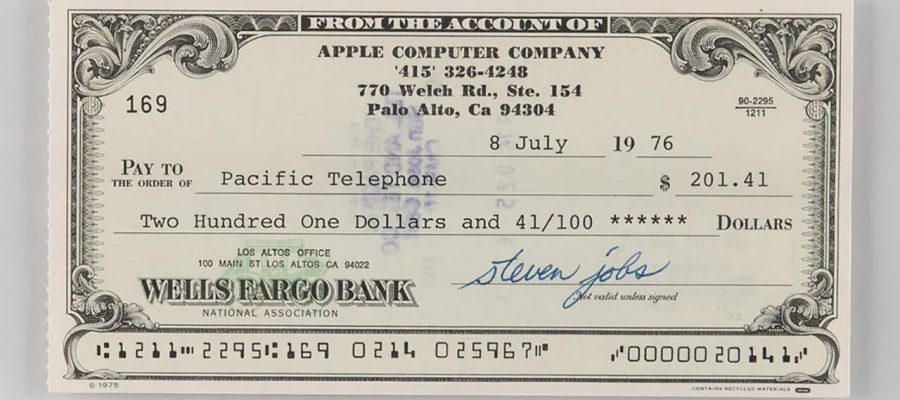 FROM THE ACCOUNT OF
APPLE COMPUTER COMPANY
'415' 326-4248
770 Welch Rd., Ste. 154
Palo Alto, Ca 94304
169
90-2295
1211
8 July 19 76
PAY TO
THE ORDER OF Pacific Telephone $ 201.41
Two Hundred One Dollars and 41/100 ****** DOLLARS
LOS ALTOS OFFICE
100 MAIN ST LOS ALTOS CA 94022
WELLS FARGO BANK
NATIONAL ASSOCIATION
steven jobs
Not valid unless signed
⑆1211⑉2295⑆169 0214 025967⑈ ⑇0000020141⑇
© 1975
CONTAINS RECYCLED MATERIALS